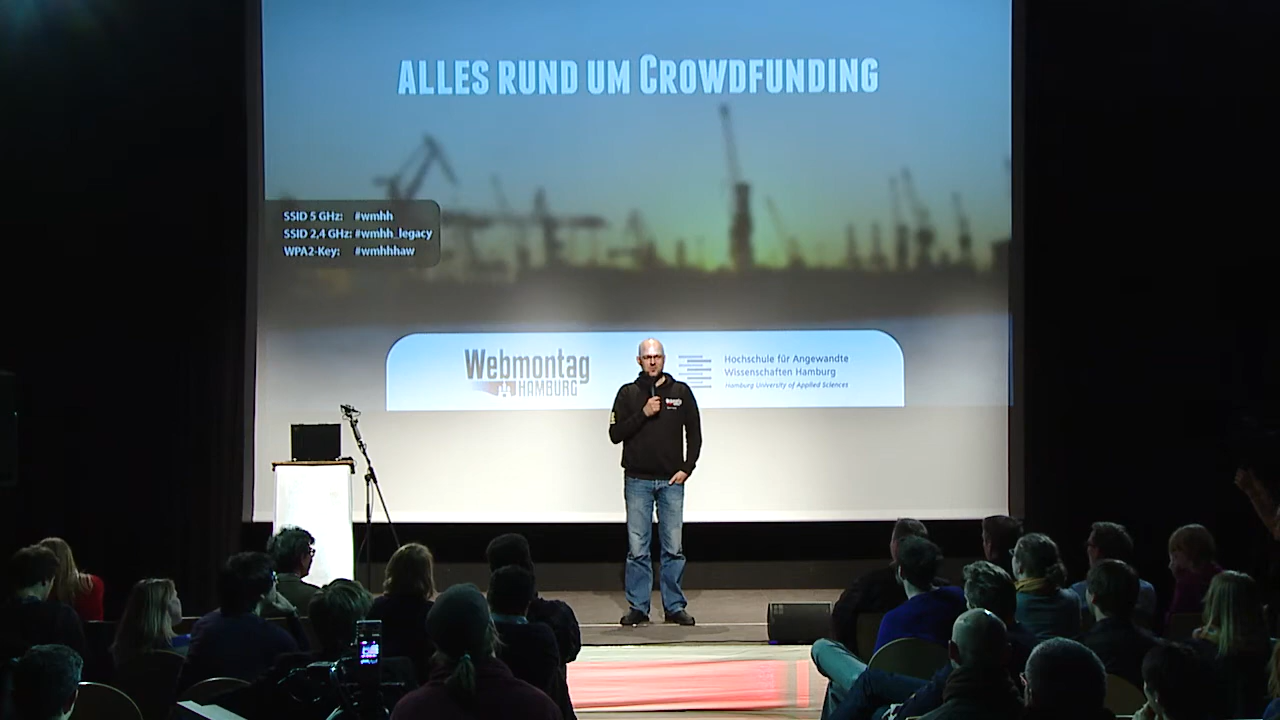 ALLES RUND UM CROWDFUNDING
SSID 5 GHz: #wmhh
SSID 2,4 GHz: #wmhh_legacy
WPA2-Key: #wmhhhaw
Webmontag
HAMBURG
Hochschule für Angewandte
Wissenschaften Hamburg
Hamburg University of Applied Sciences